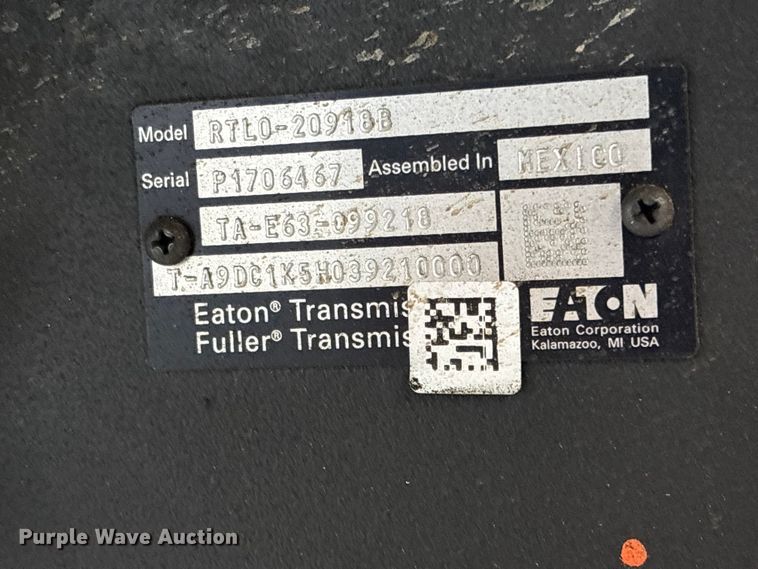 Model RTLO-20918B
Serial P1706467 Assembled In MEXICO
TA-E63-099218
T-A9DC1K5H039210000
Eaton® Transmis
Fuller® Transmis
EATON
Eaton Corporation
Kalamazoo, MI USA
Purple Wave Auction